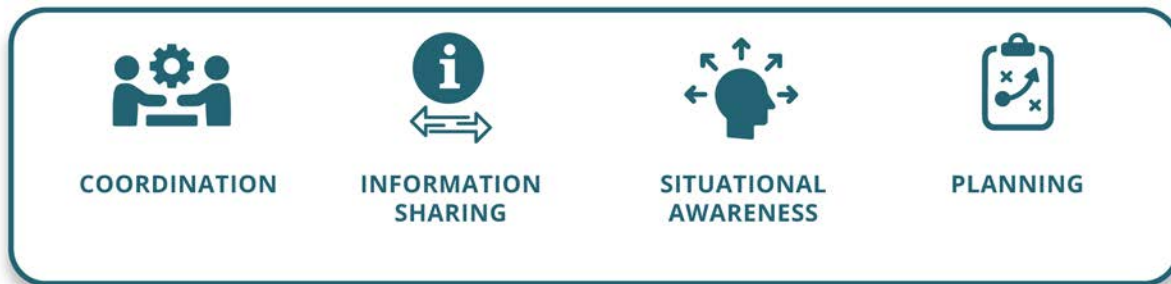 COORDINATION
INFORMATION
SHARING
SITUATIONAL
AWARENESS
PLANNING